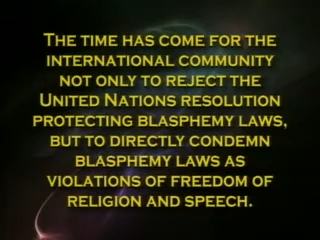 The time has come for the
international community
not only to reject the
United Nations resolution
protecting blasphemy laws,
but to directly condemn
blasphemy laws as
violations of freedom of
religion and speech.